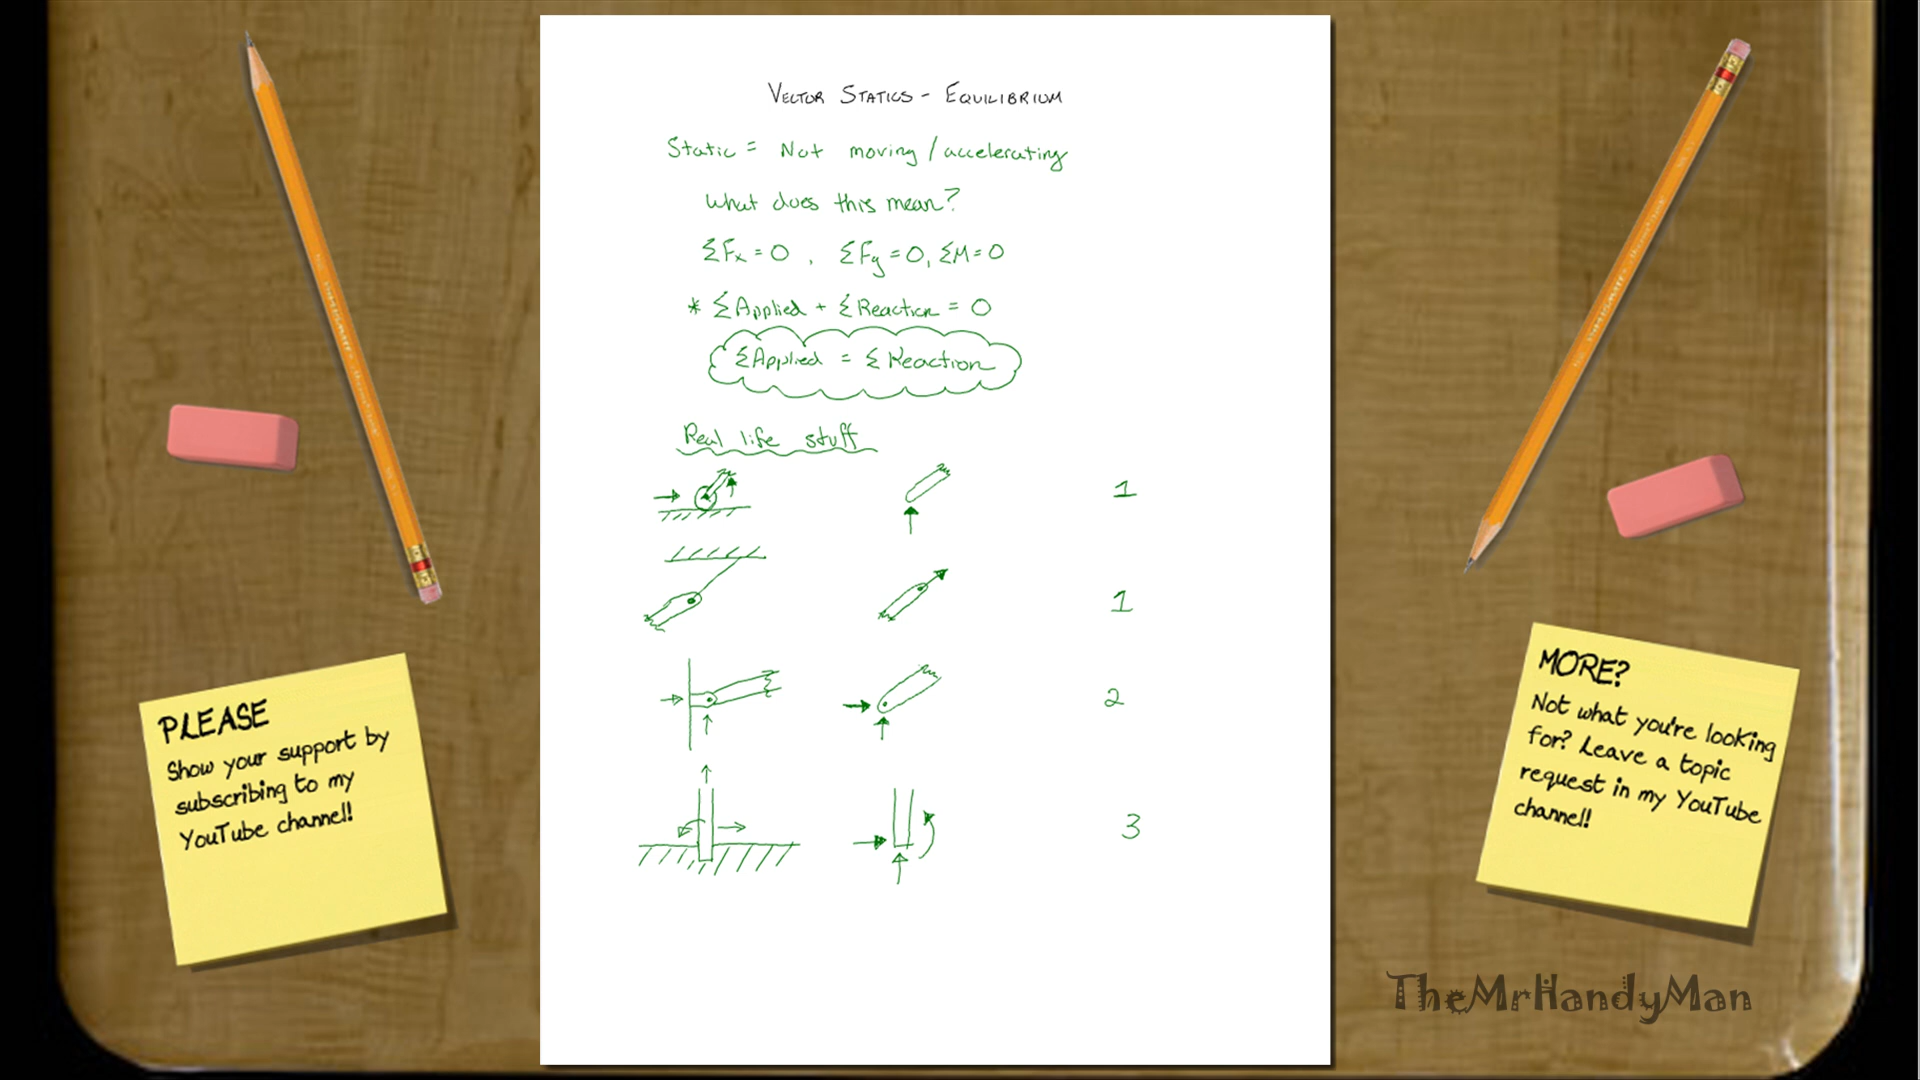 VECTOR STATICS - EQUILIBRIUM
Static = Not moving / accelerating
What does this mean?
ΣFx = 0 , ΣFy = 0, ΣM = 0
* ΣApplied + ΣReaction = 0
ΣApplied = ΣReaction
Real life stuff
1
1
2
3
PLEASE
Show your support by
subscribing to my
YouTube channel!
MORE?
Not what you're looking
for? Leave a topic
request in my YouTube
channel!
TheMrHandyMan